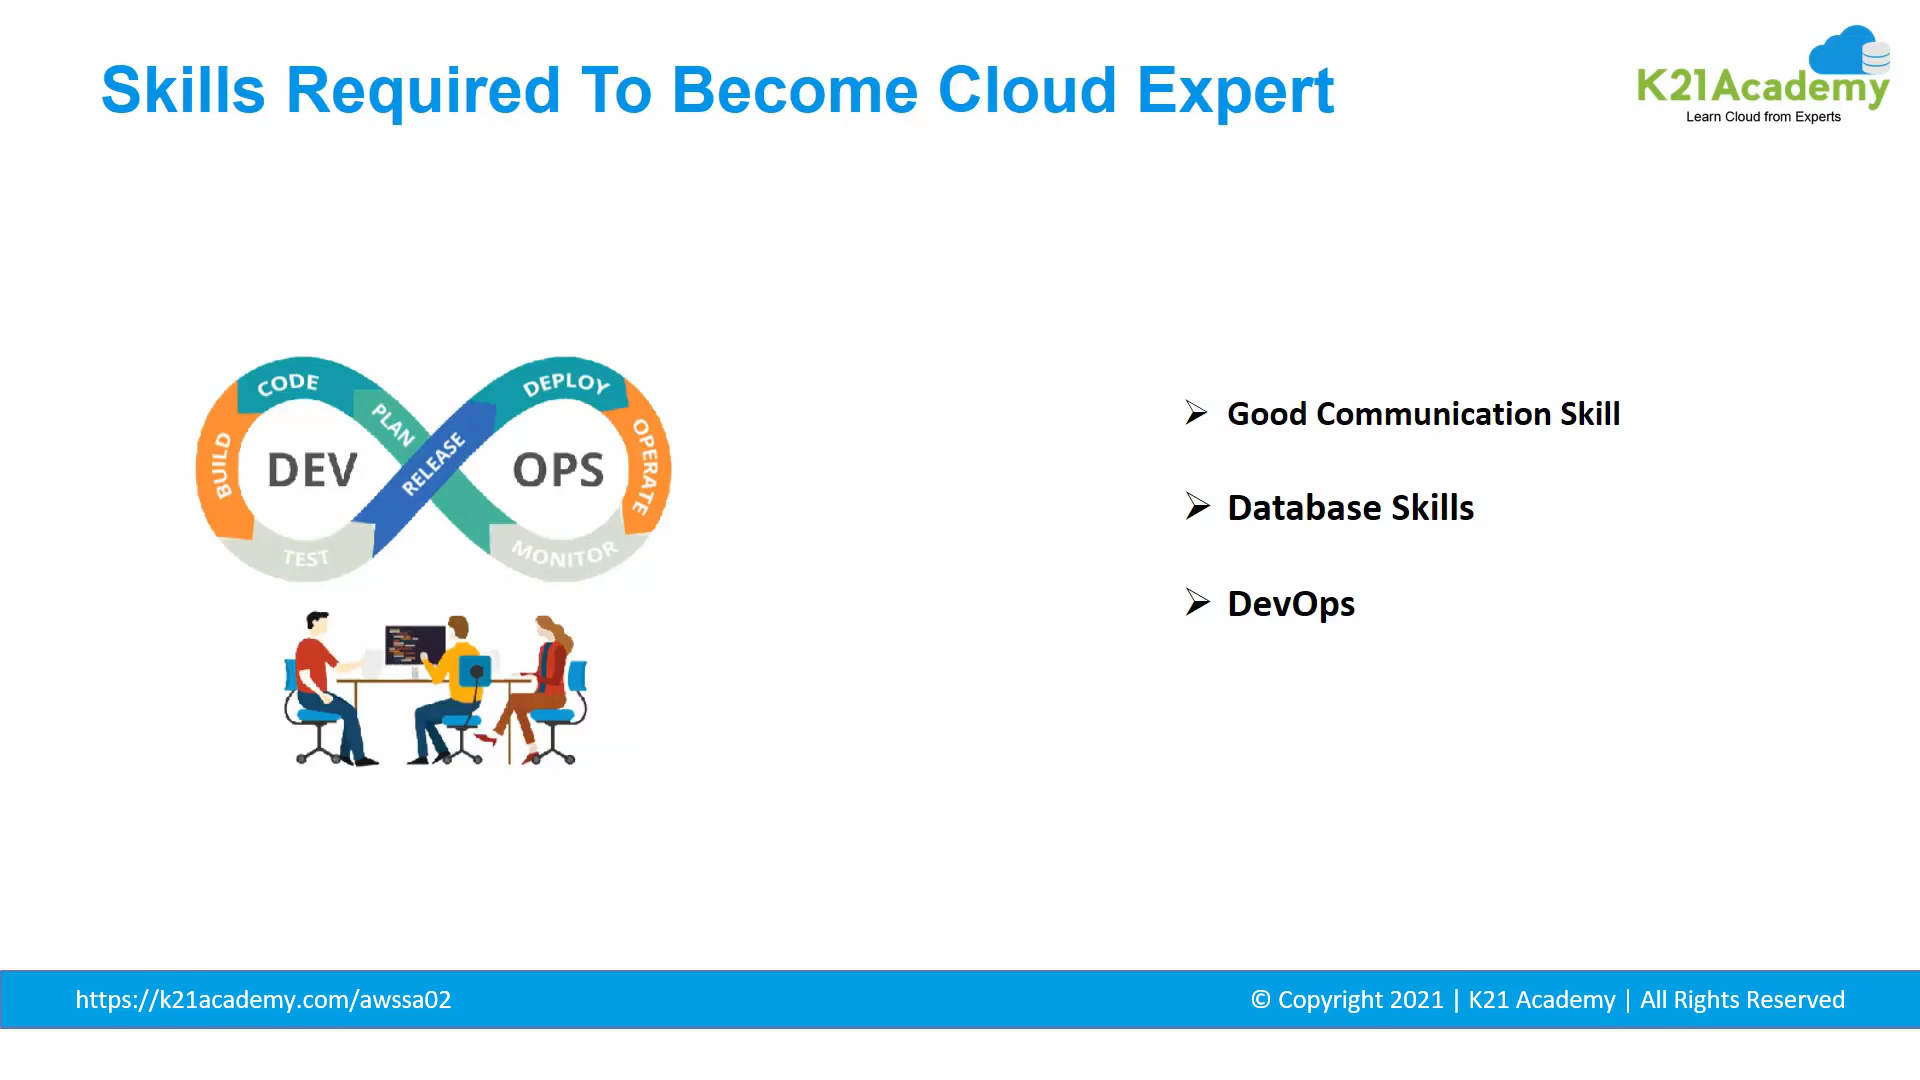 Skills Required To Become Cloud Expert
K21Academy
Learn Cloud from Experts
CODE
PLAN
BUILD
DEV
TEST
RELEASE
DEPLOY
OPS
OPERATE
MONITOR
➢ Good Communication Skill
➢ Database Skills
➢ DevOps
https://k21academy.com/awssa02
© Copyright 2021 | K21 Academy | All Rights Reserved